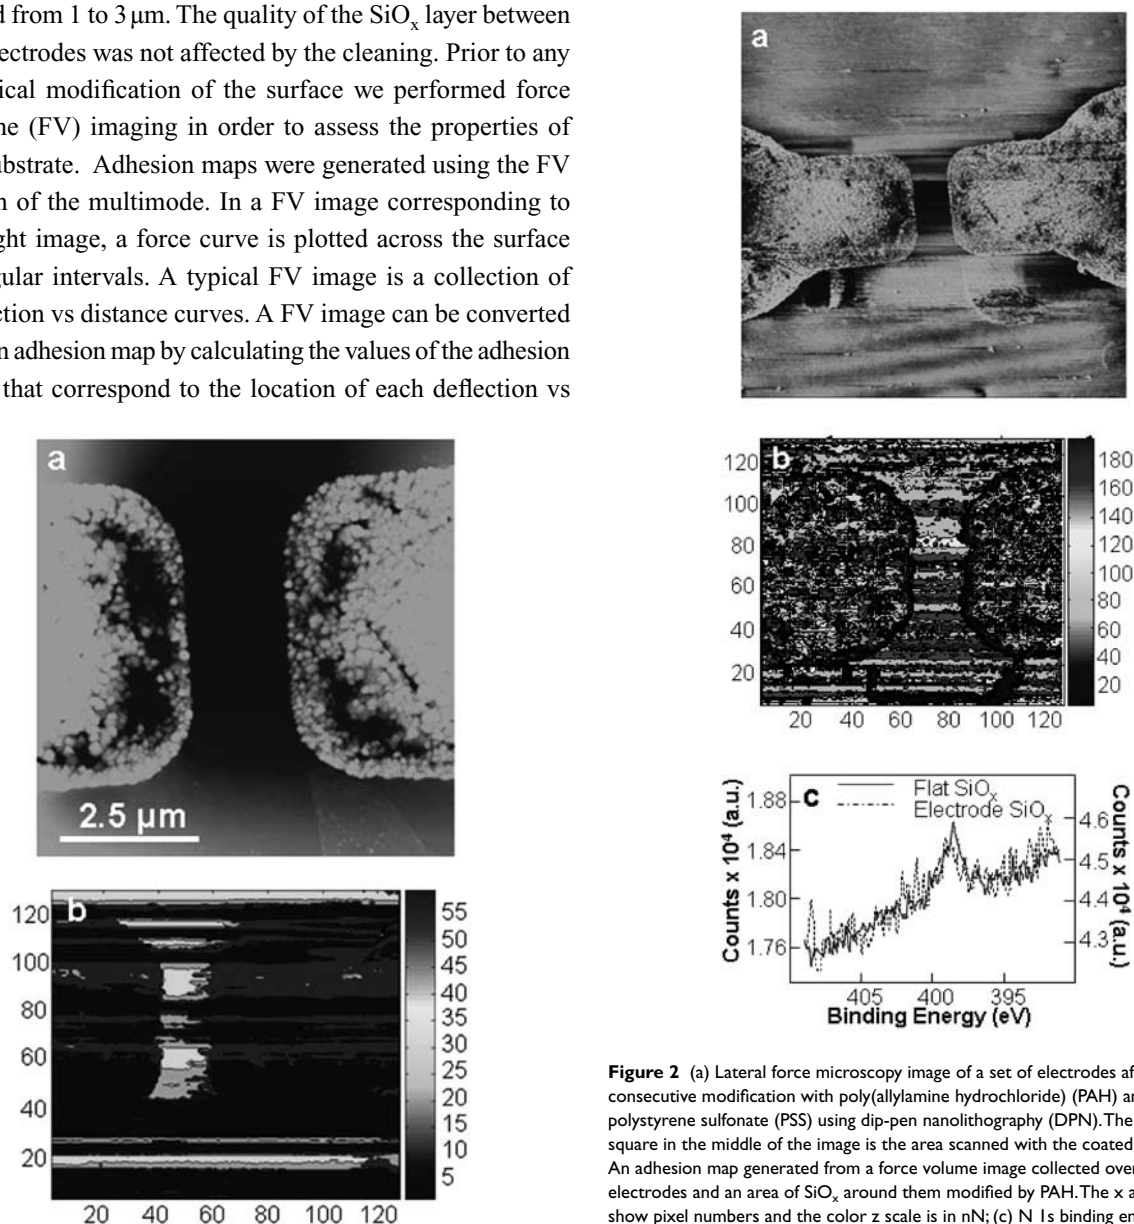 d from 1 to 3 μm. The quality of the SiOx layer between
ectrodes was not affected by the cleaning. Prior to any
ical modification of the surface we performed force
ne (FV) imaging in order to assess the properties of
ubstrate. Adhesion maps were generated using the FV
n of the multimode. In a FV image corresponding to
ght image, a force curve is plotted across the surface
gular intervals. A typical FV image is a collection of
ction vs distance curves. A FV image can be converted
n adhesion map by calculating the values of the adhesion
that correspond to the location of each deflection vs
a
2.5 μm
b
120
100
80
60
40
20
20 40 60 80 100 120
55
50
45
40
35
30
25
20
15
10
5
a
b
120
100
80
60
40
20
20 40 60 80 100 120
180
160
140
120
100
80
60
40
20
c
Flat SiOx
Electrode SiOx
Counts x 10⁴ (a.u.)
1.88
1.84
1.80
1.76
4.6
4.5
4.4
4.3
Counts x 10⁴ (a.u.)
405 400 395
Binding Energy (eV)
Figure 2 (a) Lateral force microscopy image of a set of electrodes af
consecutive modification with poly(allylamine hydrochloride) (PAH) an
polystyrene sulfonate (PSS) using dip-pen nanolithography (DPN). The
square in the middle of the image is the area scanned with the coated
An adhesion map generated from a force volume image collected over
electrodes and an area of SiOx around them modified by PAH. The x a
show pixel numbers and the color z scale is in nN; (c) N 1s binding en